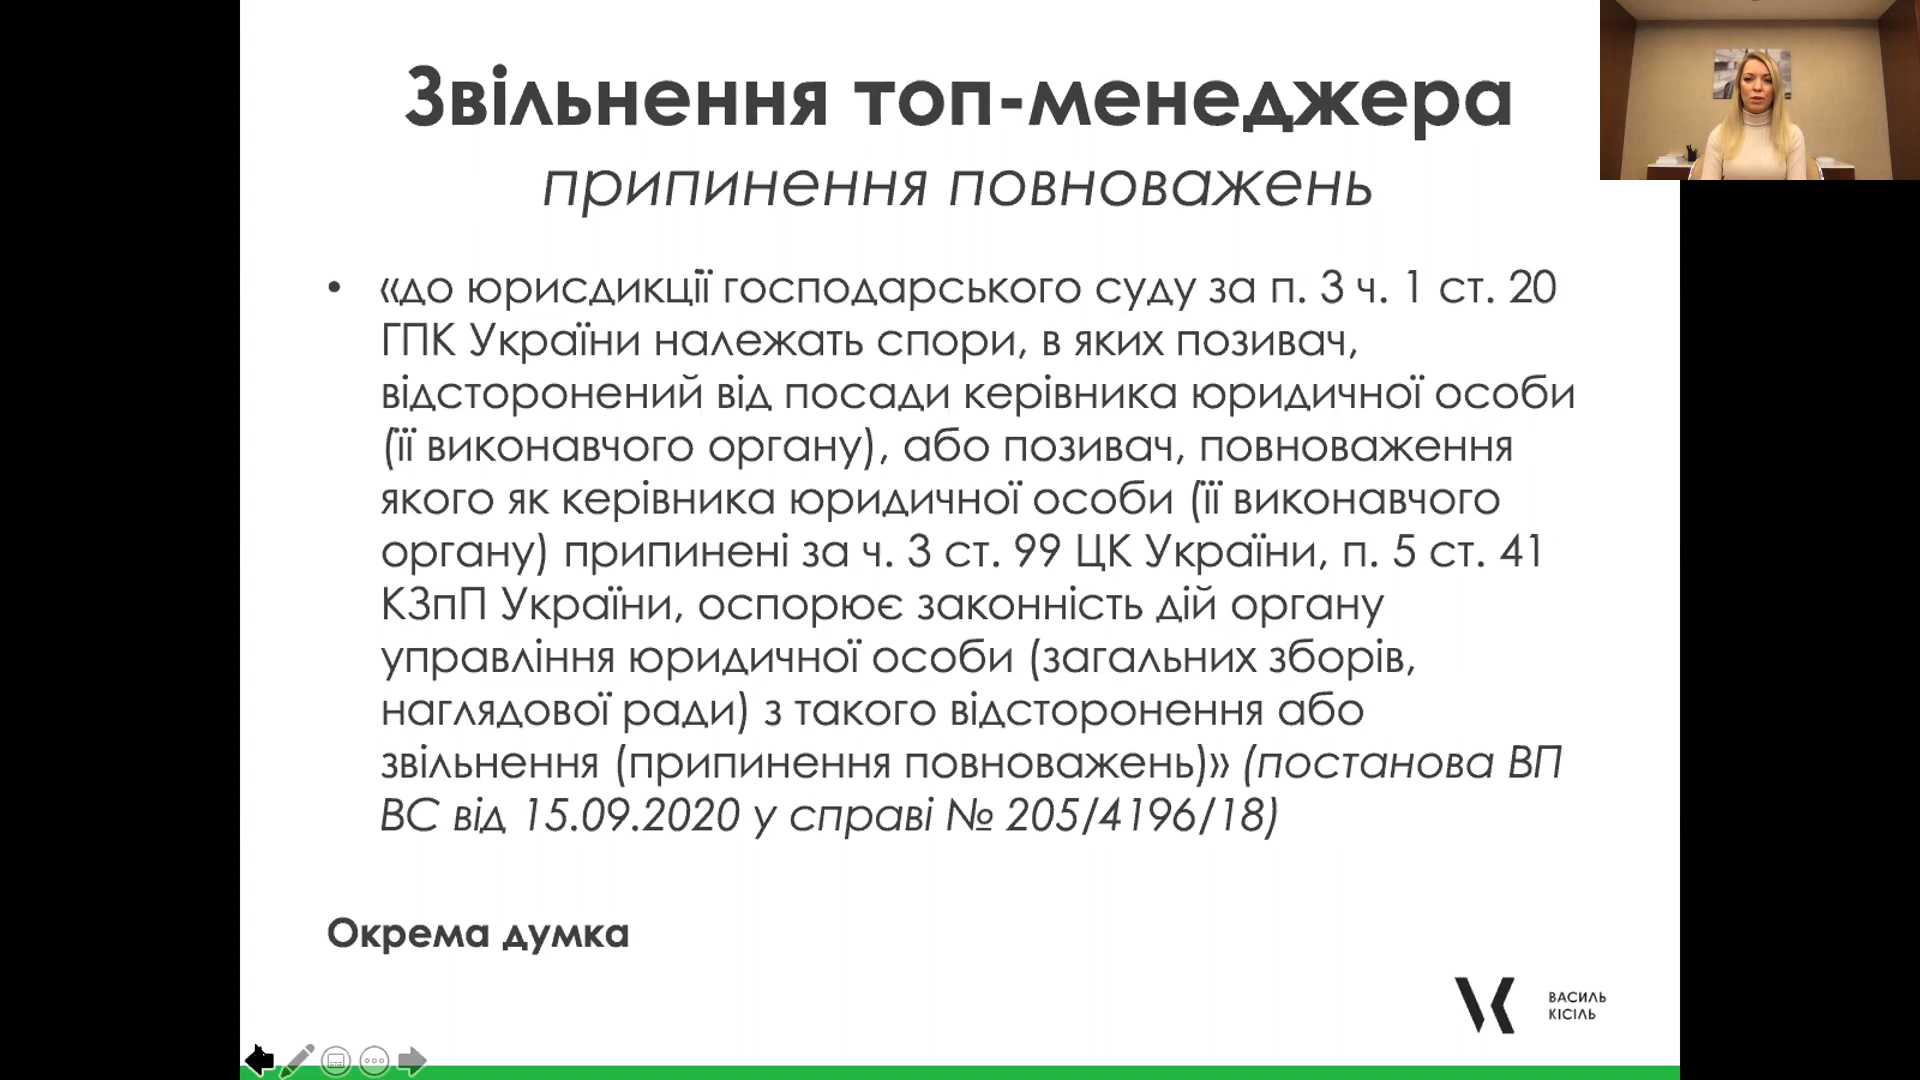 Звільнення топ-менеджера
припинення повноважень
• «до юрисдикції господарського суду за п. 3 ч. 1 ст. 20
ГПК України належать спори, в яких позивач,
відсторонений від посади керівника юридичної особи
(її виконавчого органу), або позивач, повноваження
якого як керівника юридичної особи (її виконавчого
органу) припинені за ч. 3 ст. 99 ЦК України, п. 5 ст. 41
КЗпП України, оспорює законність дій органу
управління юридичної особи (загальних зборів,
наглядової ради) з такого відсторонення або
звільнення (припинення повноважень)» (постанова ВП
ВС від 15.09.2020 у справі № 205/4196/18)
Окрема думка
ВАСИЛЬ
КІСІЛЬ